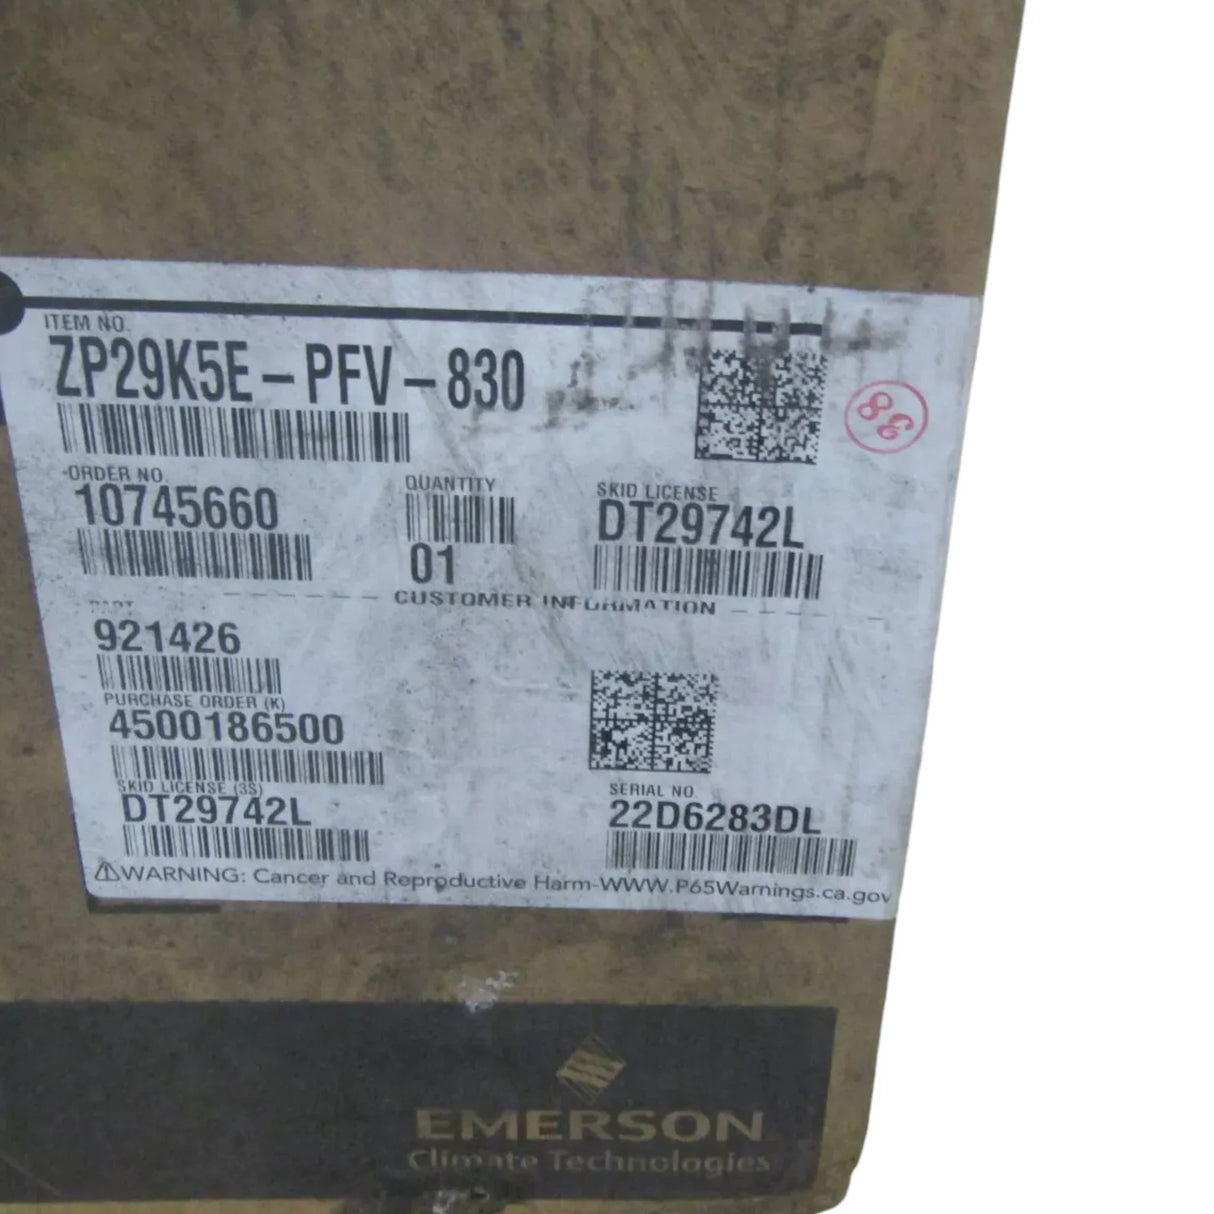 ITEM NO.
ZP29K5E-PFV-830
38
ORDER NO.
10745660
QUANTITY
01
SKID LICENSE
DT29742L
CUSTOMER INFORMATION
PART
921426
PURCHASE ORDER (K)
4500186500
SKID LICENSE (3S)
DT29742L
SERIAL NO.
22D6283DL
⚠WARNING: Cancer and Reproductive Harm-WWW.P65Warnings.ca.gov
EMERSON
Climate Technologies